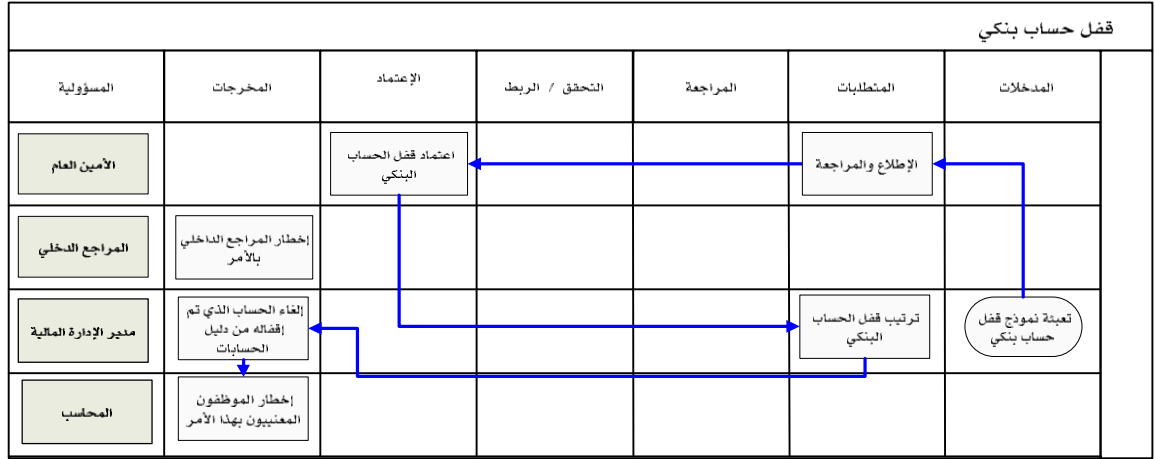 قفل حساب بنكي
المدخلات
المتطلبات
المراجعة
التحقق / الربط
الإعتماد
المخرجات
المسؤولية
الإطلاع والمراجعة
اعتماد قفل الحساب
البنكي
الأمين العام
إخطار المراجع الداخلي
بالأمر
المراجع الدخلي
تعبئة نموذج قفل
حساب بنكي
ترتيب قفل الحساب
البنكي
إلغاء الحساب الذي تم
إقفاله من دليل
الحسابات
مدير الإدارة المالية
إخطار الموظفون
المعنييون بهذا الأمر
المحاسب